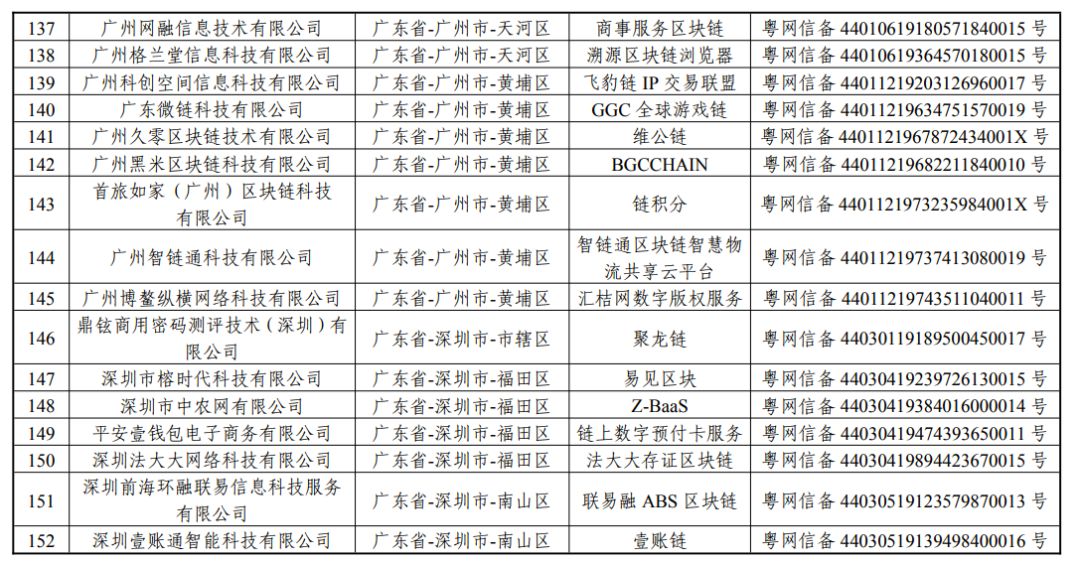 137 广州网融信息技术有限公司 广东省-广州市-天河区 商事服务区块链 粤网信备 44010619180571840015 号
138 广州格兰堂信息科技有限公司 广东省-广州市-天河区 溯源区块链浏览器 粤网信备 44010619364570180015 号
139 广州科创空间信息科技有限公司 广东省-广州市-黄埔区 飞豹链 IP 交易联盟 粤网信备 44011219203126960017 号
140 广东微链科技有限公司 广东省-广州市-黄埔区 GGC 全球游戏链 粤网信备 44011219634751570019 号
141 广州久零区块链技术有限公司 广东省-广州市-黄埔区 维公链 粤网信备 4401121967872434001X 号
142 广州黑米区块链科技有限公司 广东省-广州市-黄埔区 BGCCHAIN 粤网信备 44011219682211840010 号
143 首旅如家（广州）区块链科技
有限公司 广东省-广州市-黄埔区 链积分 粤网信备 4401121973235984001X 号
144 广州智链通科技有限公司 广东省-广州市-黄埔区 智链通区块链智慧物
流共享云平台 粤网信备 44011219737413080019 号
145 广州博鳌纵横网络科技有限公司 广东省-广州市-黄埔区 汇桔网数字版权服务 粤网信备 44011219743511040011 号
146 鼎铉商用密码测评技术（深圳）有
限公司 广东省-深圳市-市辖区 聚龙链 粤网信备 44030119189500450017 号
147 深圳市榕时代科技有限公司 广东省-深圳市-福田区 易见区块 粤网信备 44030419239726130015 号
148 深圳市中农网有限公司 广东省-深圳市-福田区 Z-BaaS 粤网信备 44030419384016000014 号
149 平安壹钱包电子商务有限公司 广东省-深圳市-福田区 链上数字预付卡服务 粤网信备 44030419474393650011 号
150 深圳法大大网络科技有限公司 广东省-深圳市-福田区 法大大存证区块链 粤网信备 44030419894423670015 号
151 深圳前海环融联易信息科技服务
有限公司 广东省-深圳市-南山区 联易融 ABS 区块链 粤网信备 44030519123579870013 号
152 深圳壹账通智能科技有限公司 广东省-深圳市-南山区 壹账链 粤网信备 44030519139498400016 号